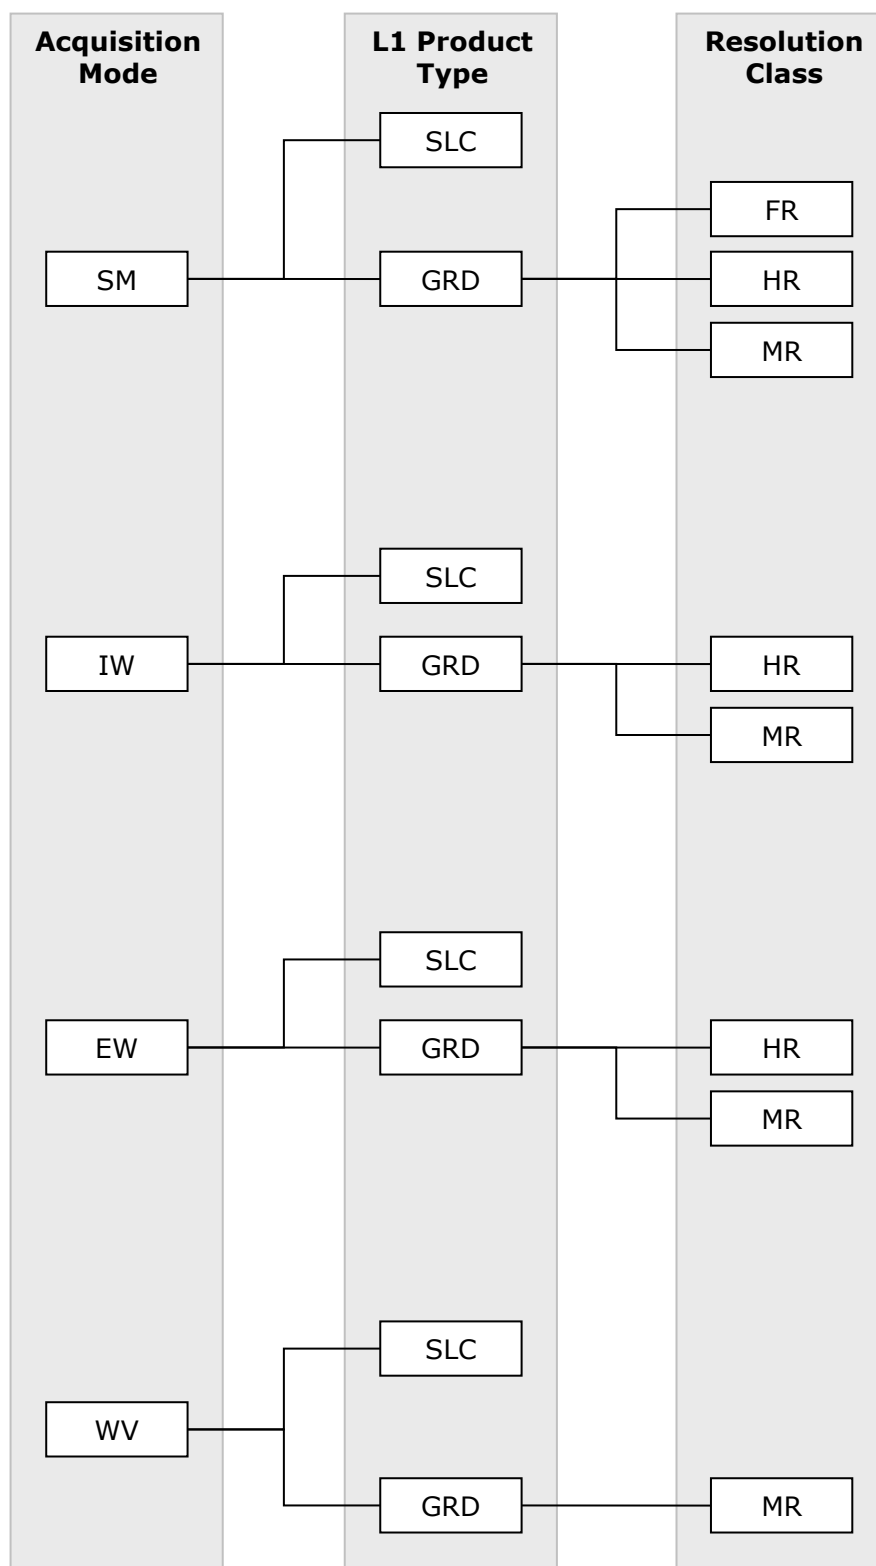 Acquisition
Mode
L1 Product
Type
Resolution
Class
SLC
FR
SM
GRD
HR
MR
SLC
IW
GRD
HR
MR
SLC
EW
GRD
HR
MR
SLC
WV
GRD
MR